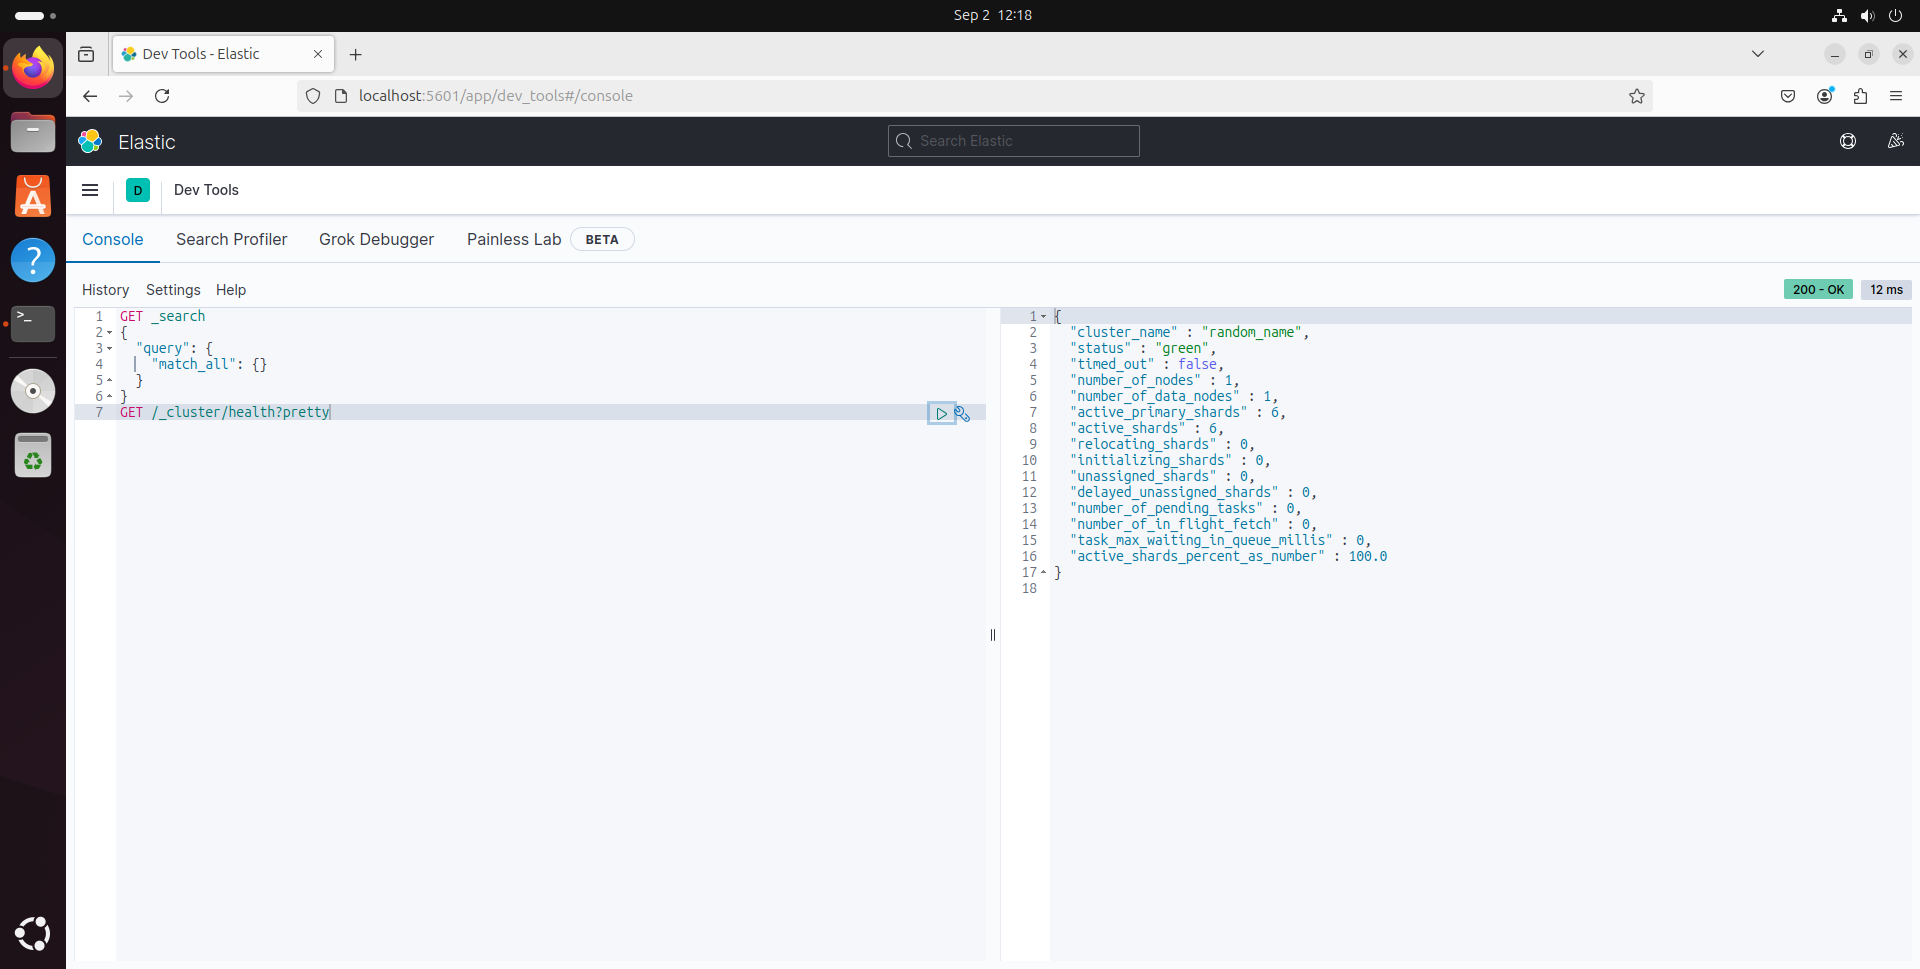 Sep 2 12:18
Dev Tools - Elastic
localhost:5601/app/dev_tools#/console
Elastic
Search Elastic
D
Dev Tools
Console
Search Profiler
Grok Debugger
Painless Lab
BETA
History
Settings
Help
200 - OK
12 ms
1 GET _search
2 {
3 "query": {
4 "match_all": {}
5 }
6 }
7 GET /_cluster/health?pretty
1 {
2 "cluster_name" : "random_name",
3 "status" : "green",
4 "timed_out" : false,
5 "number_of_nodes" : 1,
6 "number_of_data_nodes" : 1,
7 "active_primary_shards" : 6,
8 "active_shards" : 6,
9 "relocating_shards" : 0,
10 "initializing_shards" : 0,
11 "unassigned_shards" : 0,
12 "delayed_unassigned_shards" : 0,
13 "number_of_pending_tasks" : 0,
14 "number_of_in_flight_fetch" : 0,
15 "task_max_waiting_in_queue_millis" : 0,
16 "active_shards_percent_as_number" : 100.0
17 }
18